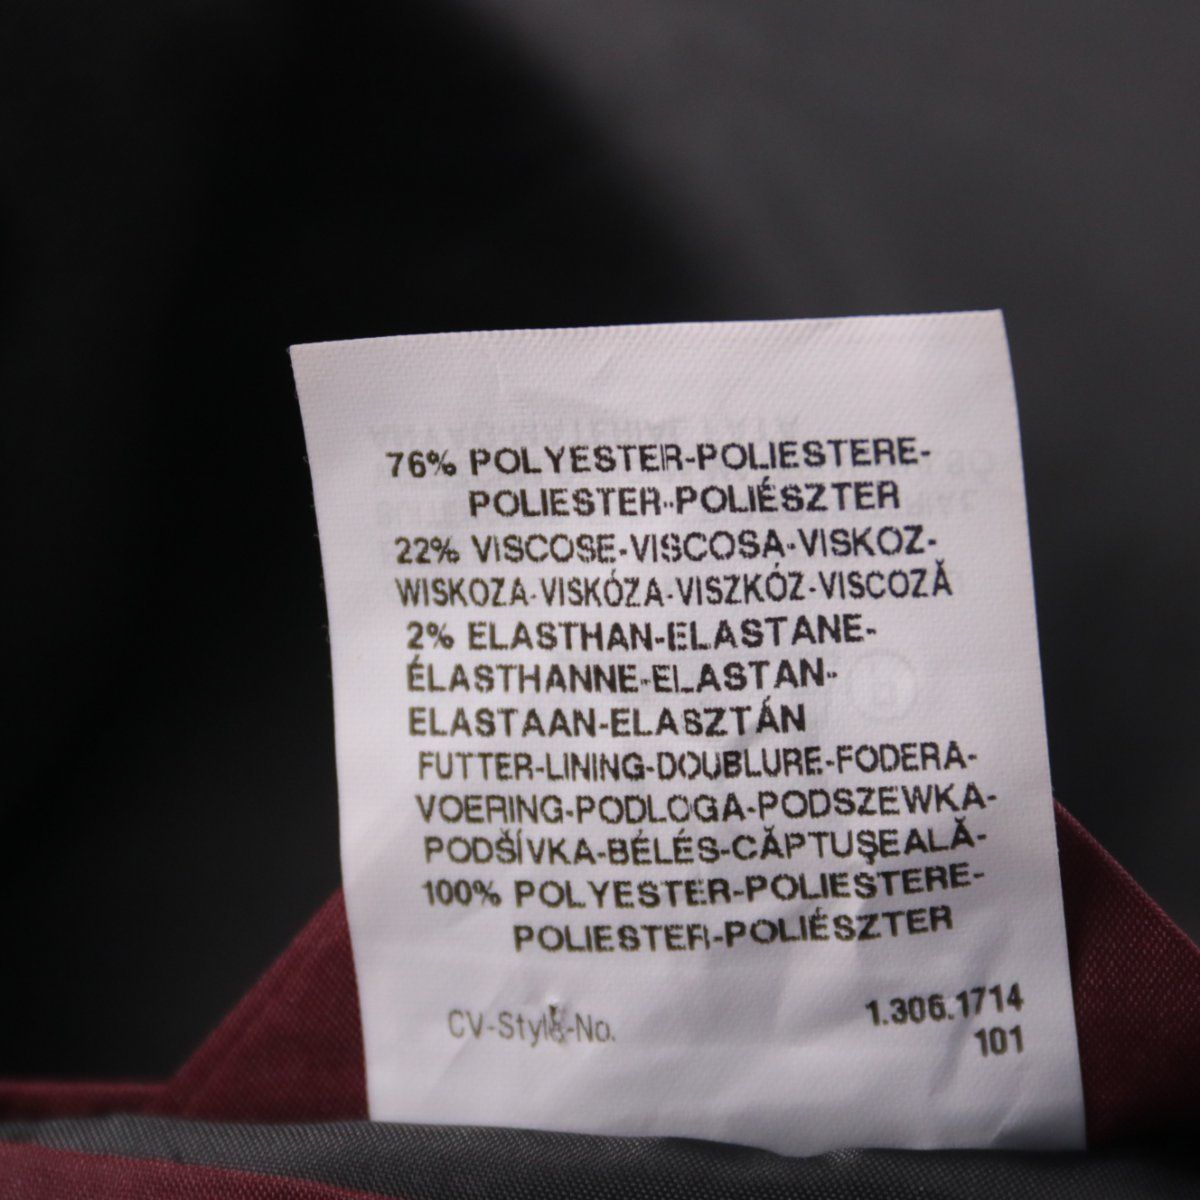 76% POLYESTER-POLIESTERE-
POLIESTER-POLIÉSZTER
22% VISCOSE-VISCOSA-VISKOZ-
WISKOZA-VISKÓZA-VISZKÓZ-VISCOZĂ
2% ELASTHAN-ELASTANE-
ÉLASTHANNE-ELASTAN-
ELASTAAN-ELASZTÁN
FUTTER-LINING-DOUBLURE-FODERA-
VOERING-PODLOGA-PODSZEWKA-
PODŠÍVKA-BÉLÉS-CĂPTUŞEALĂ-
100% POLYESTER-POLIESTERE-
POLIESTER-POLIÉSZTER
CV-Style-No. 1.306.1714
101